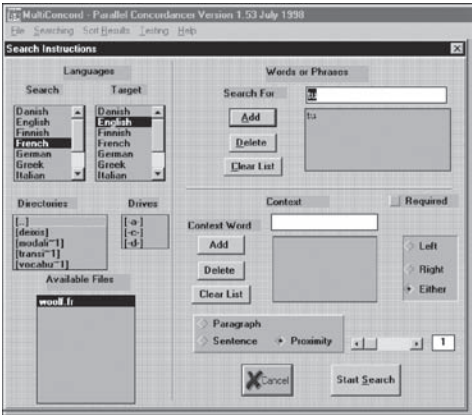 MultiConcord - Parallel Concordances Version 1.53 July 1998
File Searching Sort Results Testing Help
Search Instructions
Languages
Search Target
Danish
English
Finnish
French
German
Greek
Italian
Danish
English
Finnish
French
German
Greek
Italian
Directories Drives
[..]
[deixis]
[modali~1]
[transi~1]
[vocabu~1]
[-a-]
[-c-]
[-d-]
Available Files
woolf.fr
Words or Phrases
Search For tu
Add
Delete
Clear List
tu
Context Required
Context Word
Add
Delete
Clear List
Left
Right
Either
Paragraph
Sentence Proximity 1
Cancel Start Search